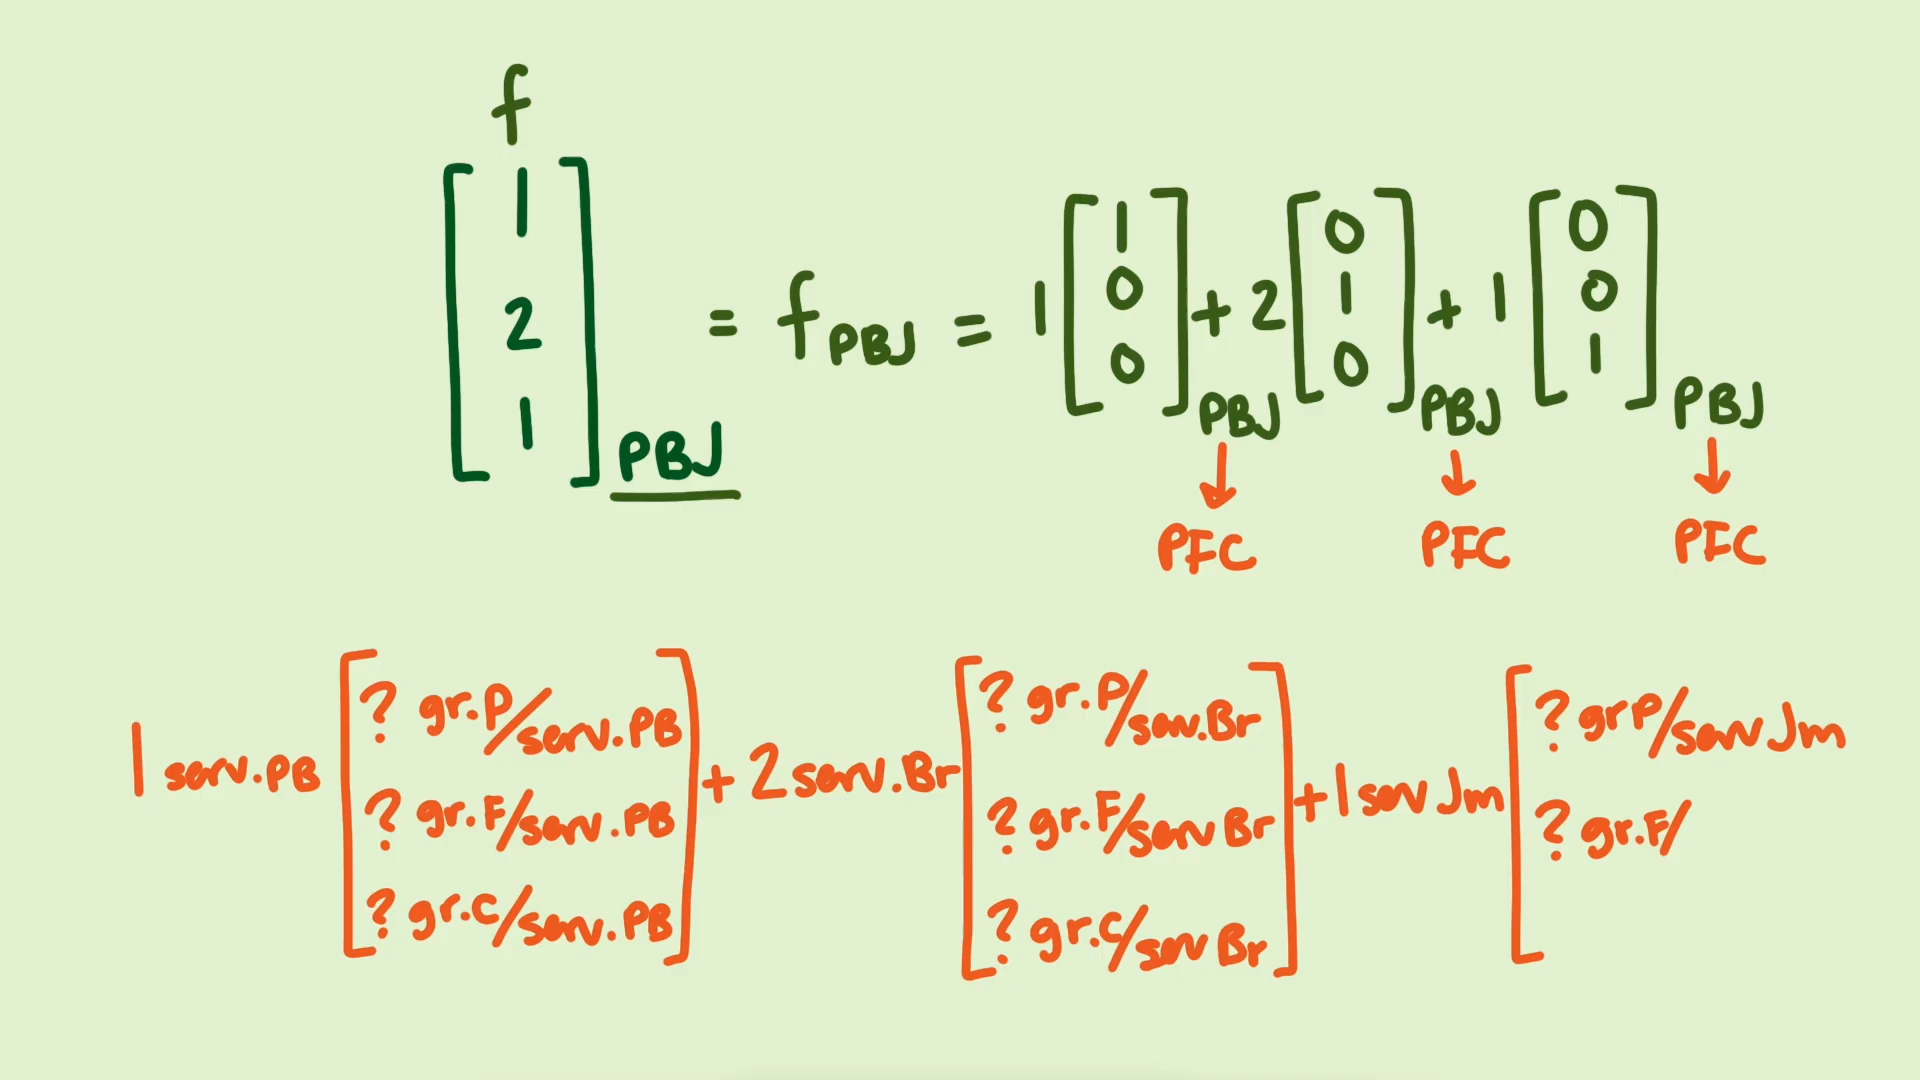 f
[1 2 1]PBJ = fPBJ = 1[1 0 0]PBJ + 2[0 1 0]PBJ + 1[0 0 1]PBJ
↓ ↓ ↓
PFC PFC PFC
1 serv.PB [? gr.P/serv.PB ? gr.F/serv.PB ? gr.C/serv.PB] + 2 serv.Br [? gr.P/serv.Br ? gr.F/serv Br ? gr.C/serv Br] + 1 serv Jm [? gr P/serv Jm ? gr.F/